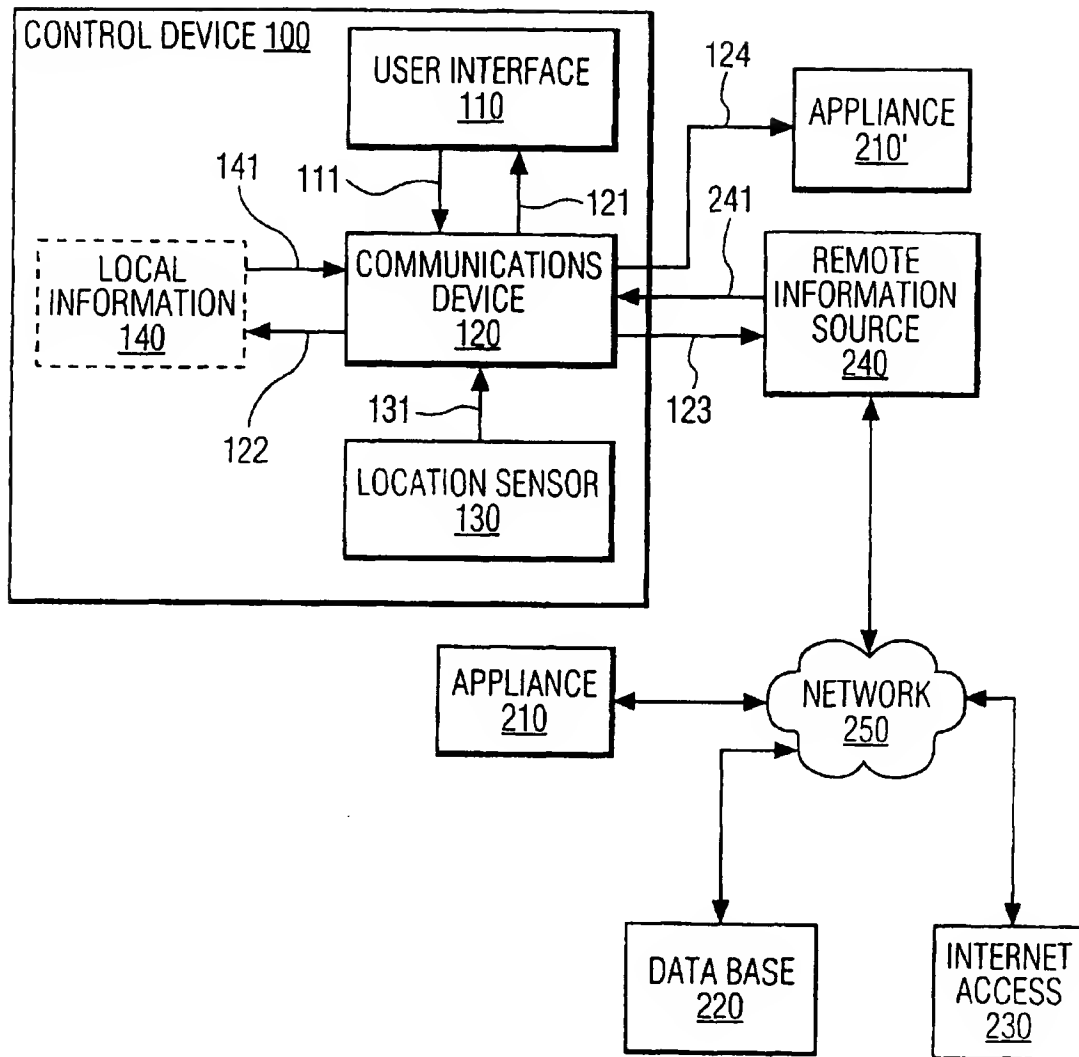 CONTROL DEVICE 100
USER INTERFACE
110
124
APPLIANCE
210'
111
121
141
241
LOCAL
INFORMATION
140
COMMUNICATIONS
DEVICE
120
REMOTE
INFORMATION
SOURCE
240
122
131
123
LOCATION SENSOR
130
APPLIANCE
210
NETWORK
250
DATA BASE
220
INTERNET
ACCESS
230